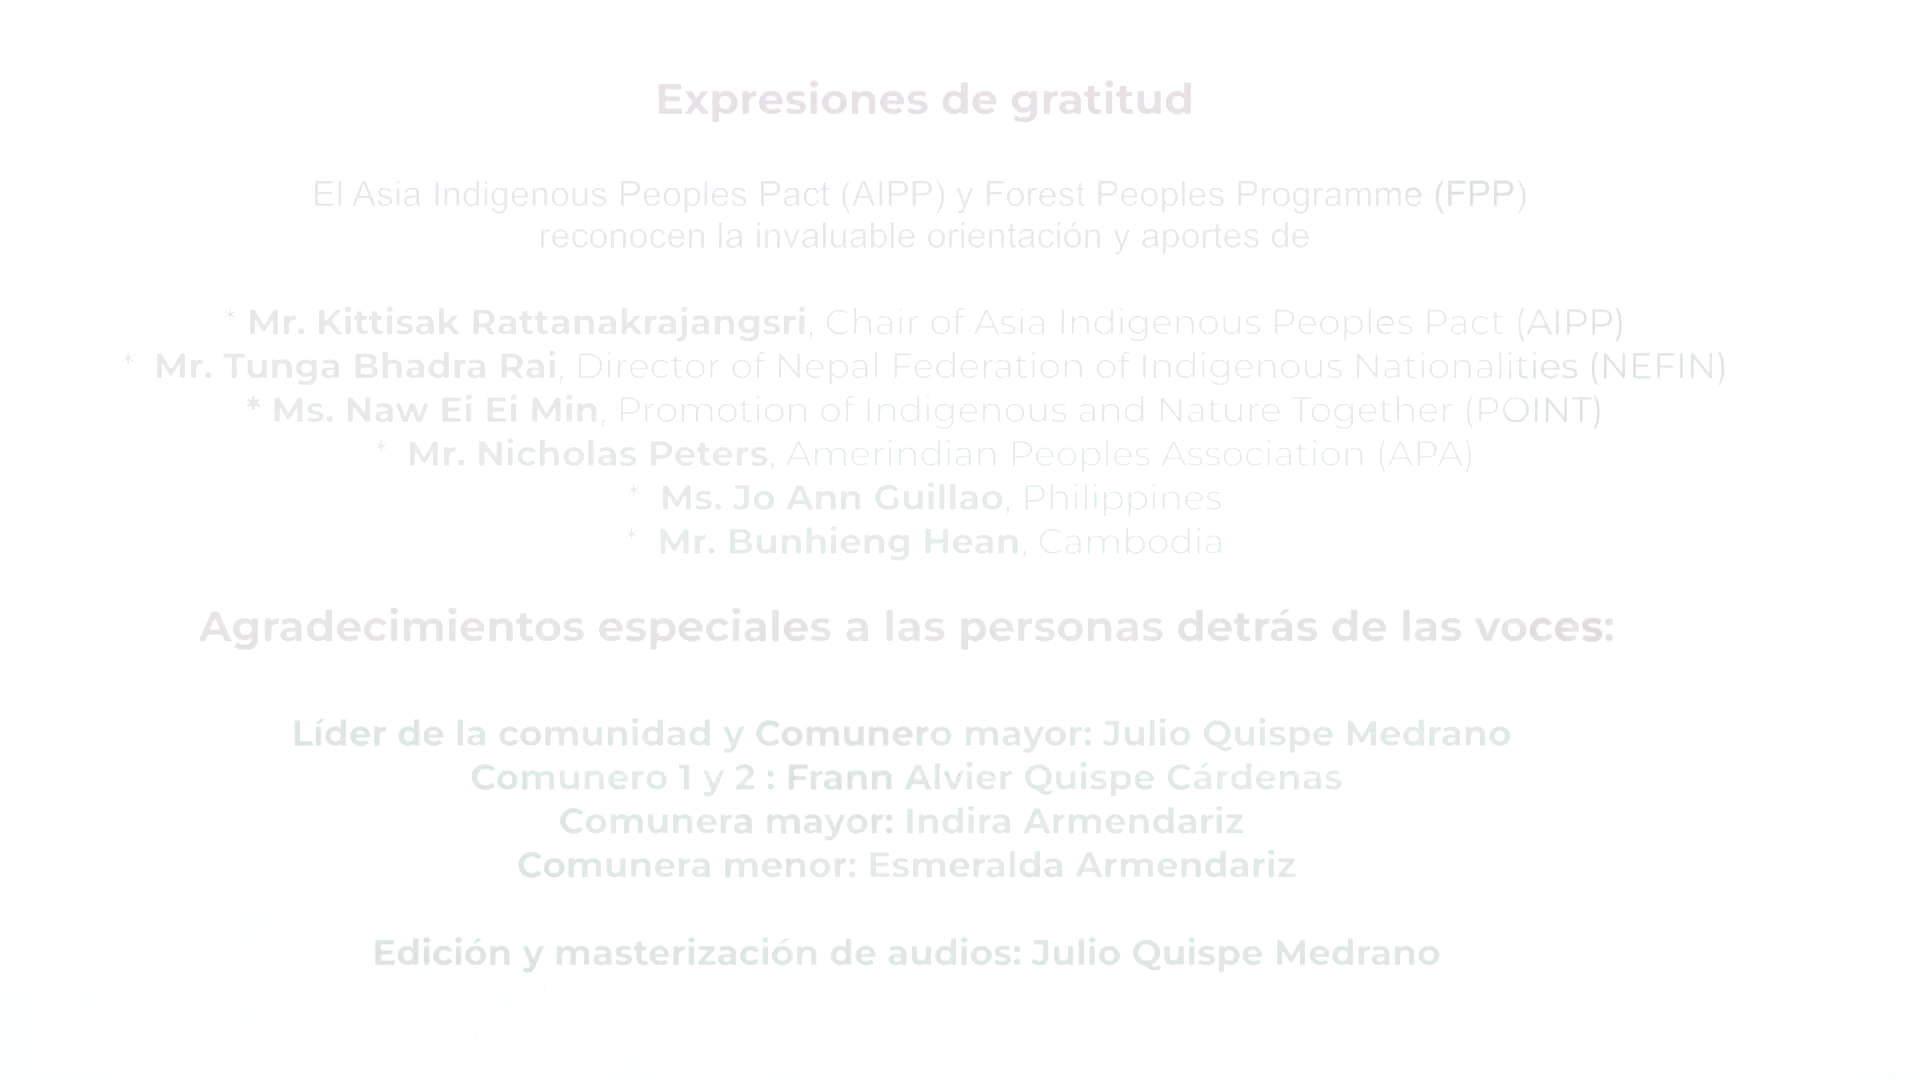 Expresiones de gratitud
El Asia Indigenous Peoples Pact (AIPP) y Forest Peoples Programme (FPP)
reconocen la invaluable orientación y aportes de
* Mr. Kittisak Rattanakrajangsri, Chair of Asia Indigenous Peoples Pact (AIPP)
* Mr. Tunga Bhadra Rai, Director of Nepal Federation of Indigenous Nationalities (NEFIN)
* Ms. Naw Ei Ei Min, Promotion of Indigenous and Nature Together (POINT)
* Mr. Nicholas Peters, Amerindian Peoples Association (APA)
* Ms. Jo Ann Guillao, Philippines
* Mr. Bunhieng Hean, Cambodia
Agradecimientos especiales a las personas detrás de las voces:
Líder de la comunidad y Comunero mayor: Julio Quispe Medrano
Comunero 1 y 2 : Frann Alvier Quispe Cárdenas
Comunera mayor: Indira Armendariz
Comunera menor: Esmeralda Armendariz
Edición y masterización de audios: Julio Quispe Medrano